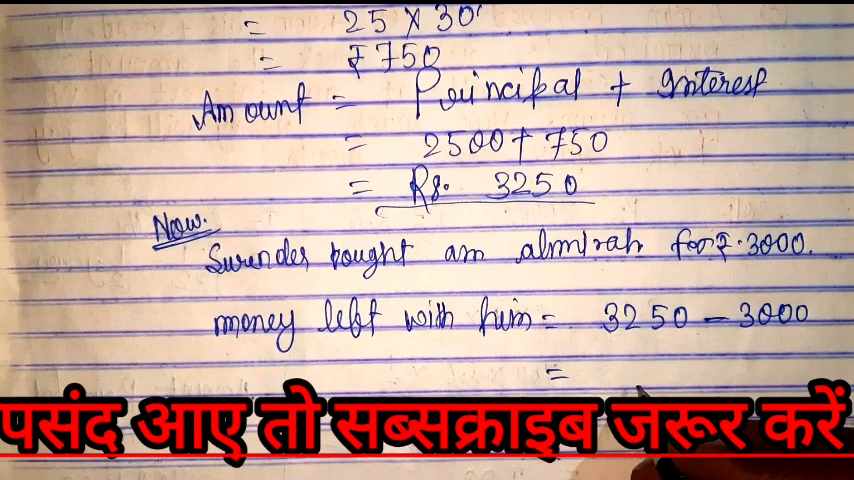 = 25 × 30
= ₹750
Amount = Principal + Interest
= 2500 + 750
= Rs. 3250
Now.
Surender bought am almirah for ₹.3000.
money left with him = 3250 - 3000
=
पसंद आए तो सब्सक्राइब जरूर करें